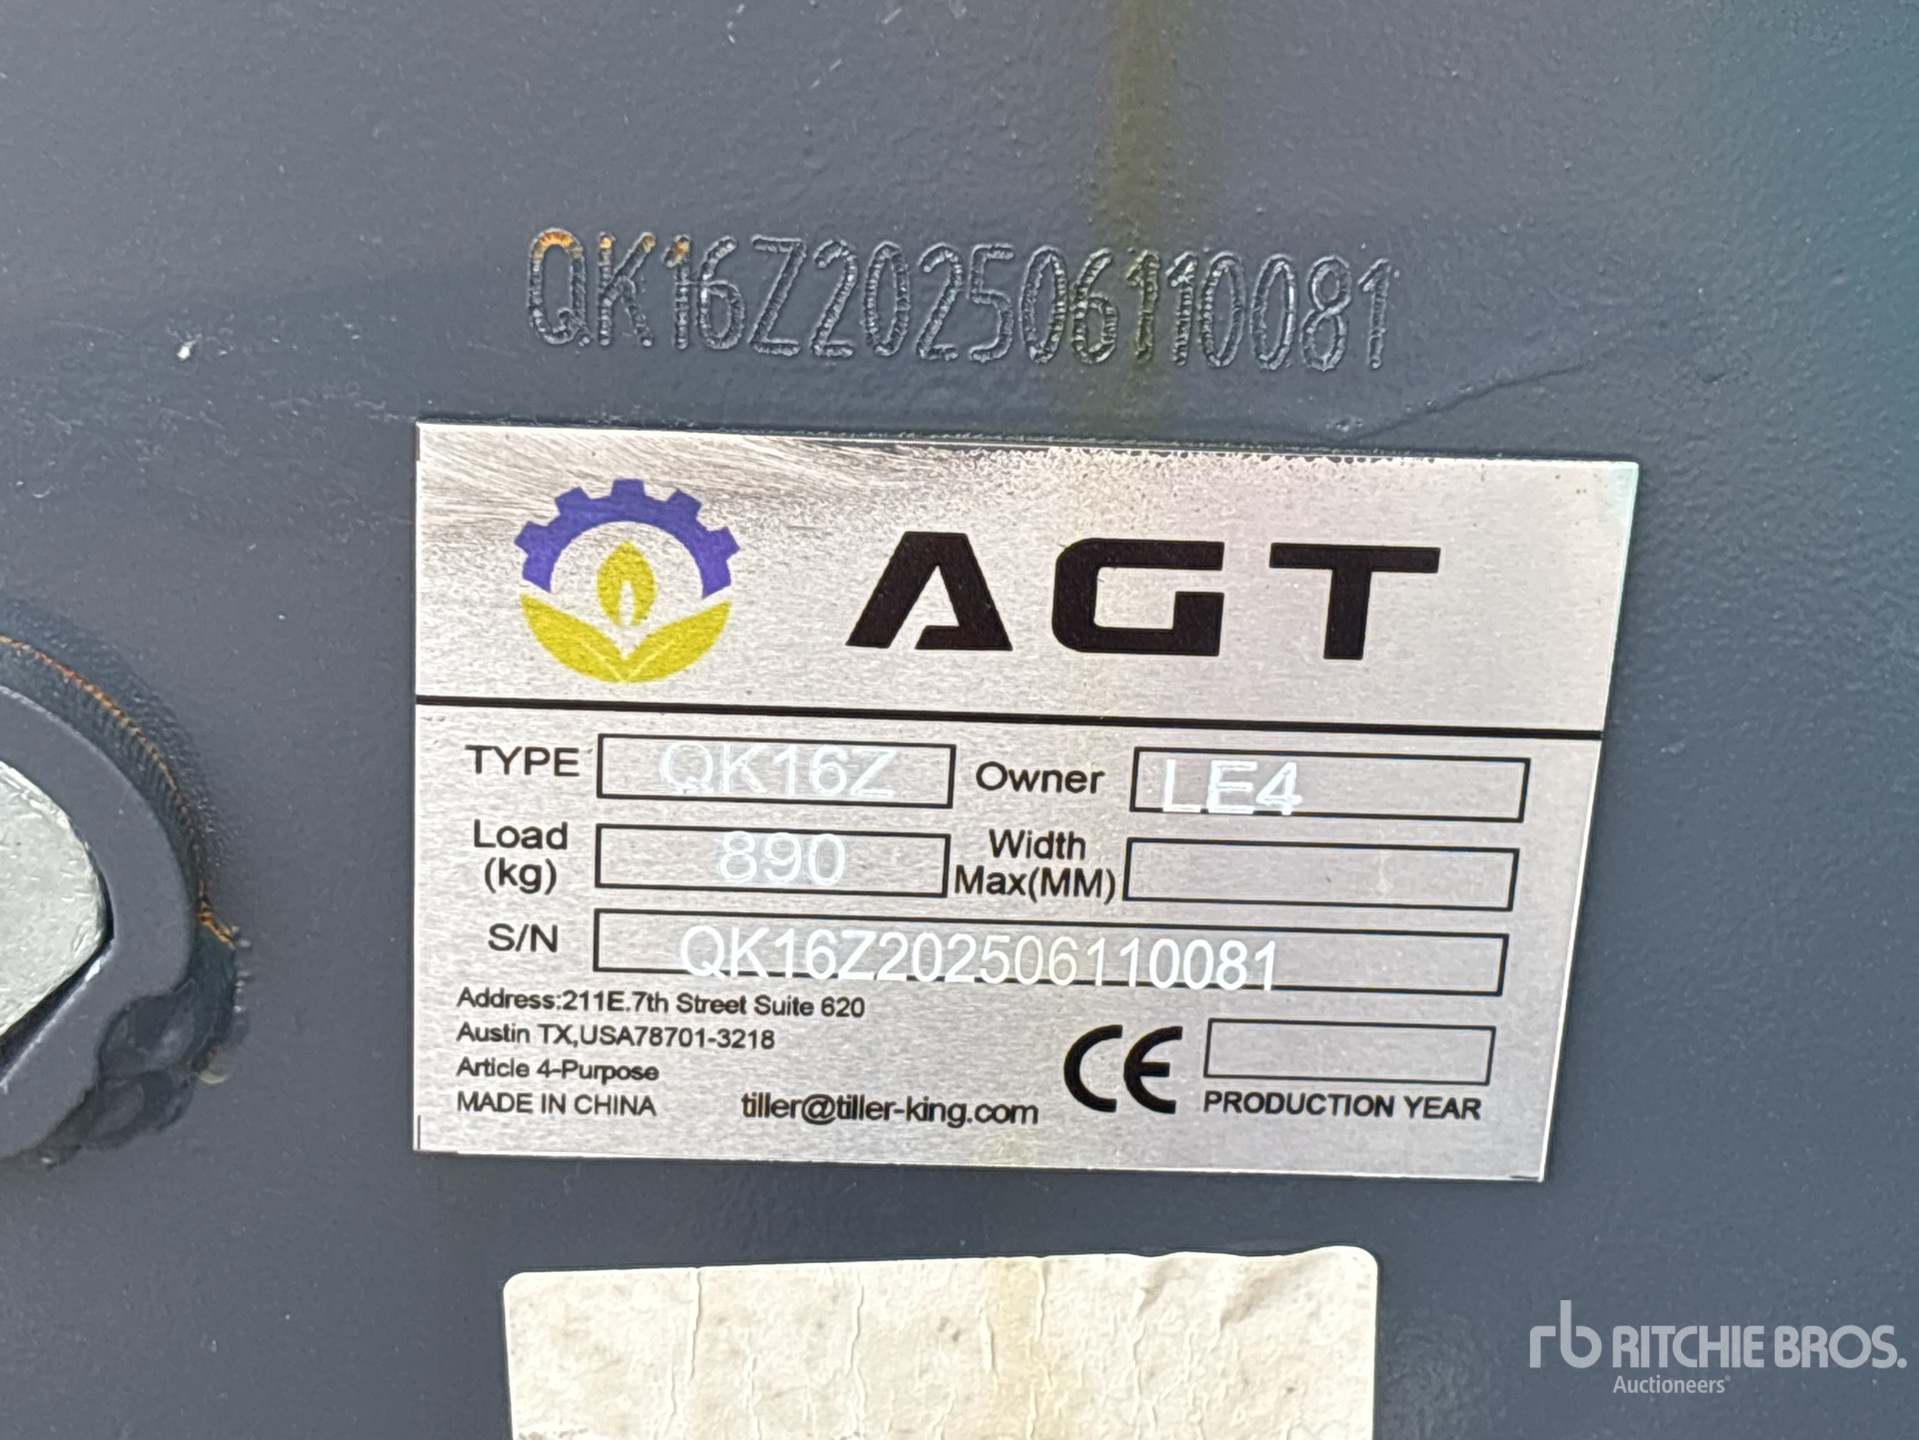 QK16Z202506110081
AGT
TYPE QK16Z Owner LE4
Load (kg) 890 Width Max(MM)
S/N QK16Z202506110081
Address:211E.7th Street Suite 620
Austin TX,USA78701-3218
Article 4-Purpose
MADE IN CHINA tiller@tiller-king.com CE PRODUCTION YEAR
rb RITCHIE BROS.
Auctioneers